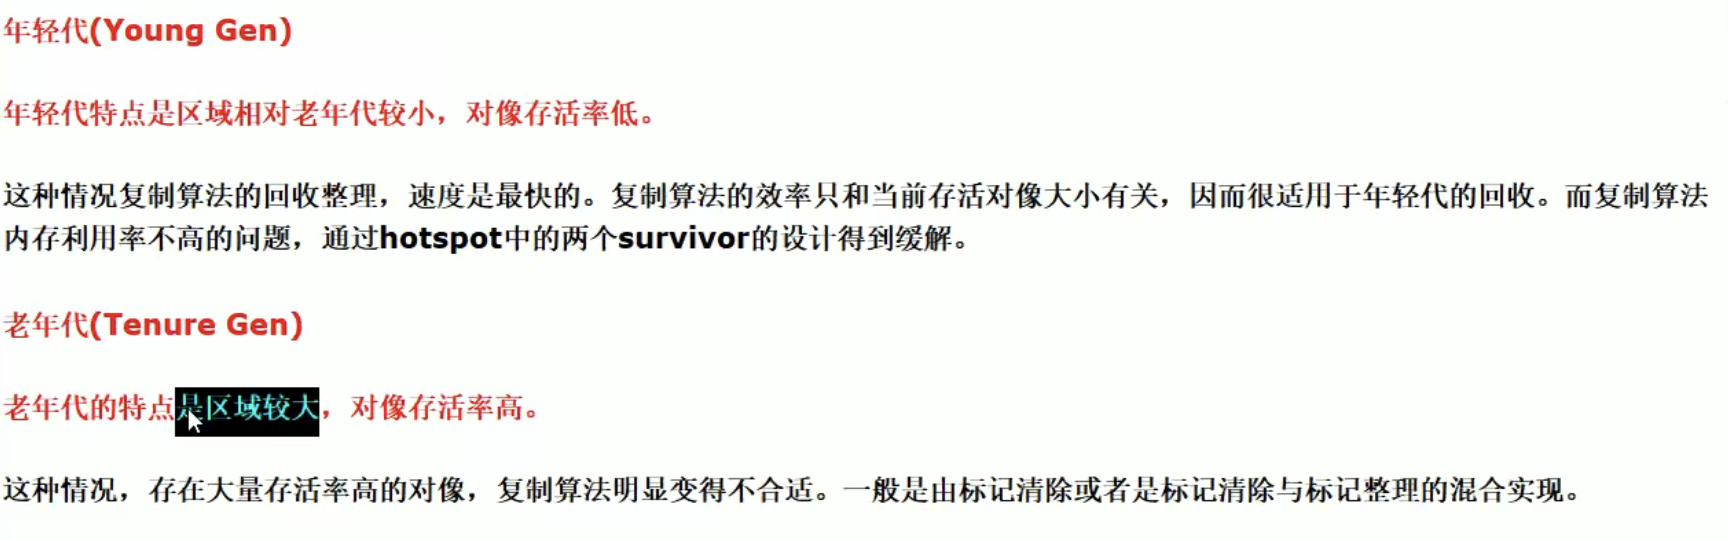 年轻代(Young Gen)
年轻代特点是区域相对老年代较小，对像存活率低。
这种情况复制算法的回收整理，速度是最快的。复制算法的效率只和当前存活对像大小有关，因而很适用于年轻代的回收。而复制算法
内存利用率不高的问题，通过hotspot中的两个survivor的设计得到缓解。
老年代(Tenure Gen)
老年代的特点是区域较大，对像存活率高。
这种情况，存在大量存活率高的对像，复制算法明显变得不合适。一般是由标记清除或者是标记清除与标记整理的混合实现。